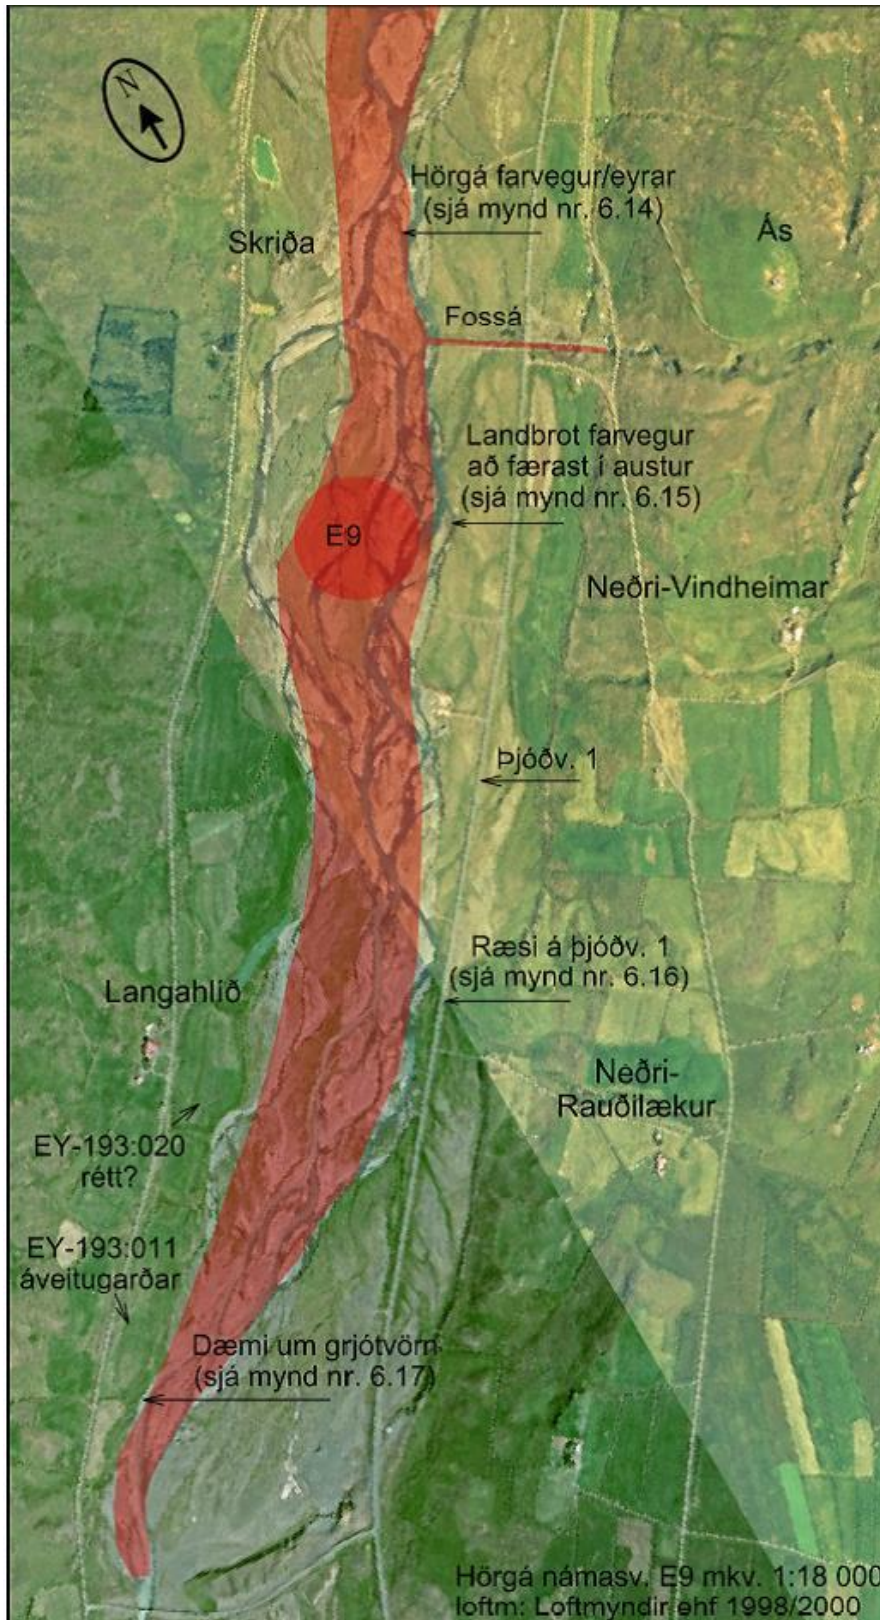 N
Hörgá farvegur/eyrar
(sjá mynd nr. 6.14)
Skriða
Ás
Fossá
Landbrot farvegur
að færast í austur
(sjá mynd nr. 6.15)
E9
Neðri-Vindheimar
Þjóðv. 1
Ræsi á þjóðv. 1
(sjá mynd nr. 6.16)
Langahlíð
Neðri-
Rauðilækur
EY-193:020
rétt?
EY-193:011
áveitugarðar
Dæmi um grjótvörn
(sjá mynd nr. 6.17)
Hörgá námasv. E9 mkv. 1:18 000
loftm: Loftmyndir ehf 1998/2000